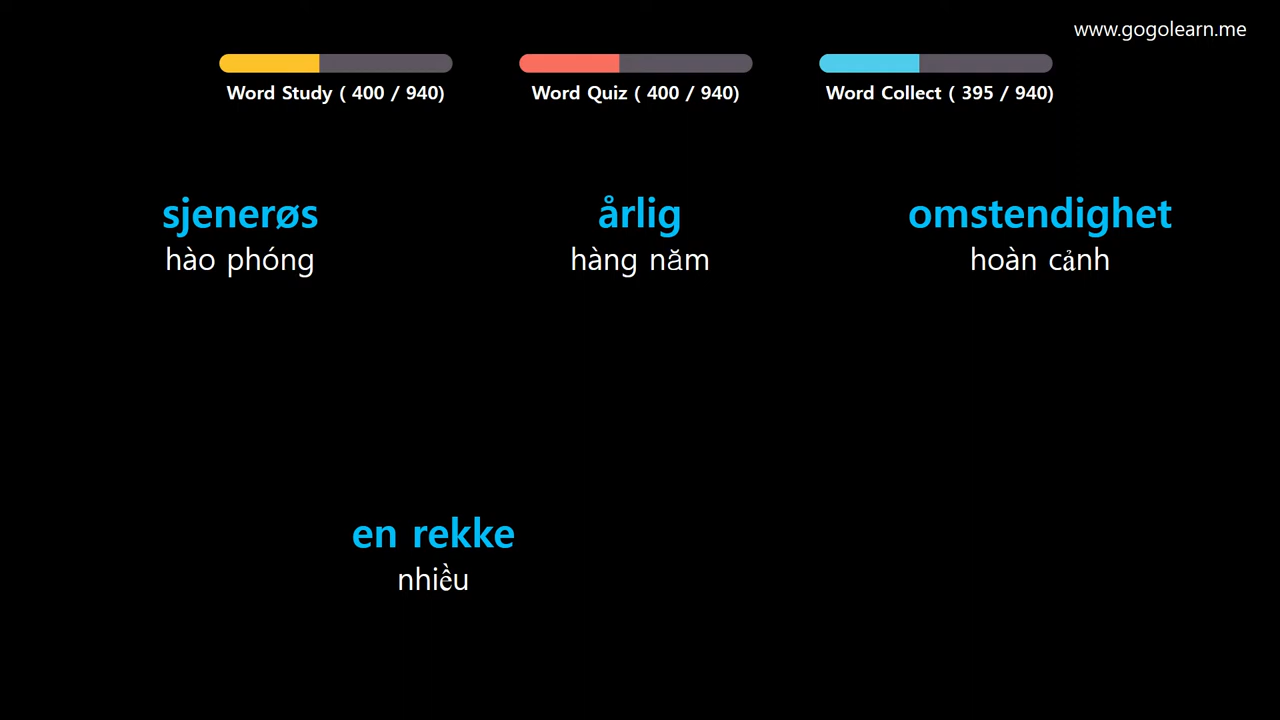 www.gogolearn.me
Word Study ( 400 / 940)
Word Quiz ( 400 / 940)
Word Collect ( 395 / 940)
sjenerøs
hào phóng
årlig
hàng năm
omstendighet
hoàn cảnh
en rekke
nhiều